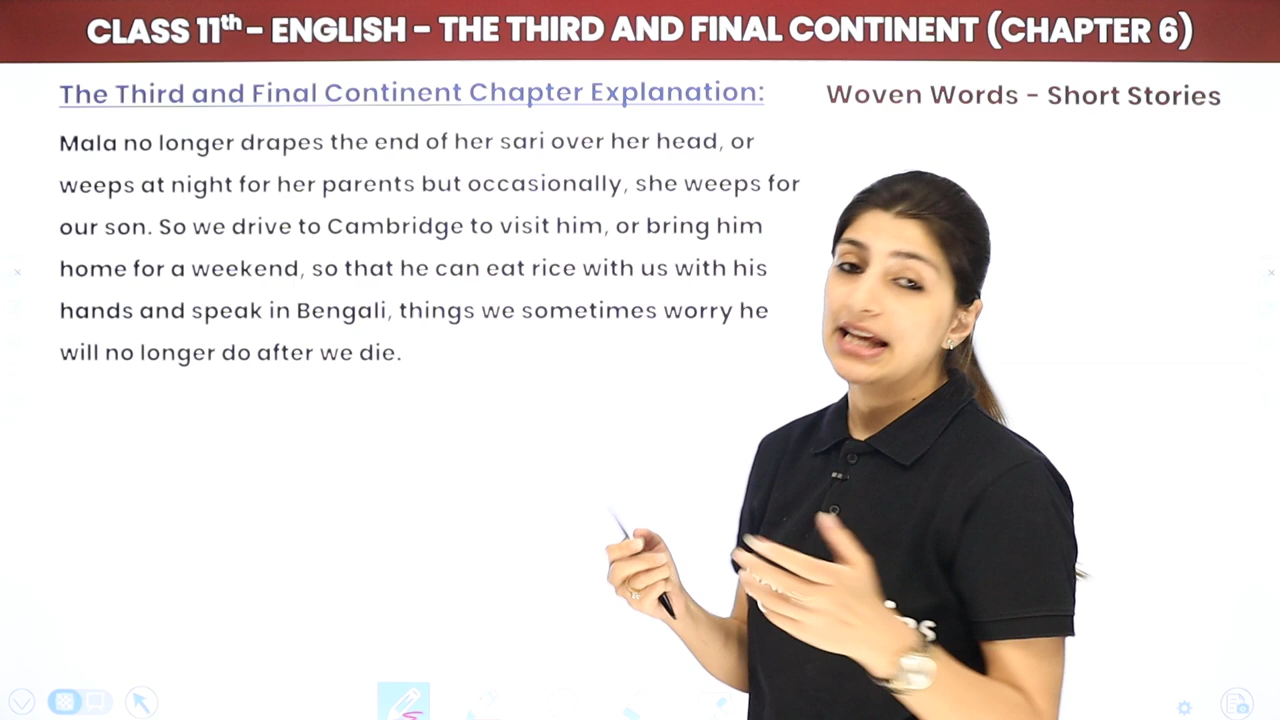 CLASS 11th - ENGLISH - THE THIRD AND FINAL CONTINENT (CHAPTER 6)
The Third and Final Continent Chapter Explanation:
Woven Words - Short Stories
Mala no longer drapes the end of her sari over her head, or
weeps at night for her parents but occasionally, she weeps for
our son. So we drive to Cambridge to visit him, or bring him
home for a weekend, so that he can eat rice with us with his
hands and speak in Bengali, things we sometimes worry he
will no longer do after we die.